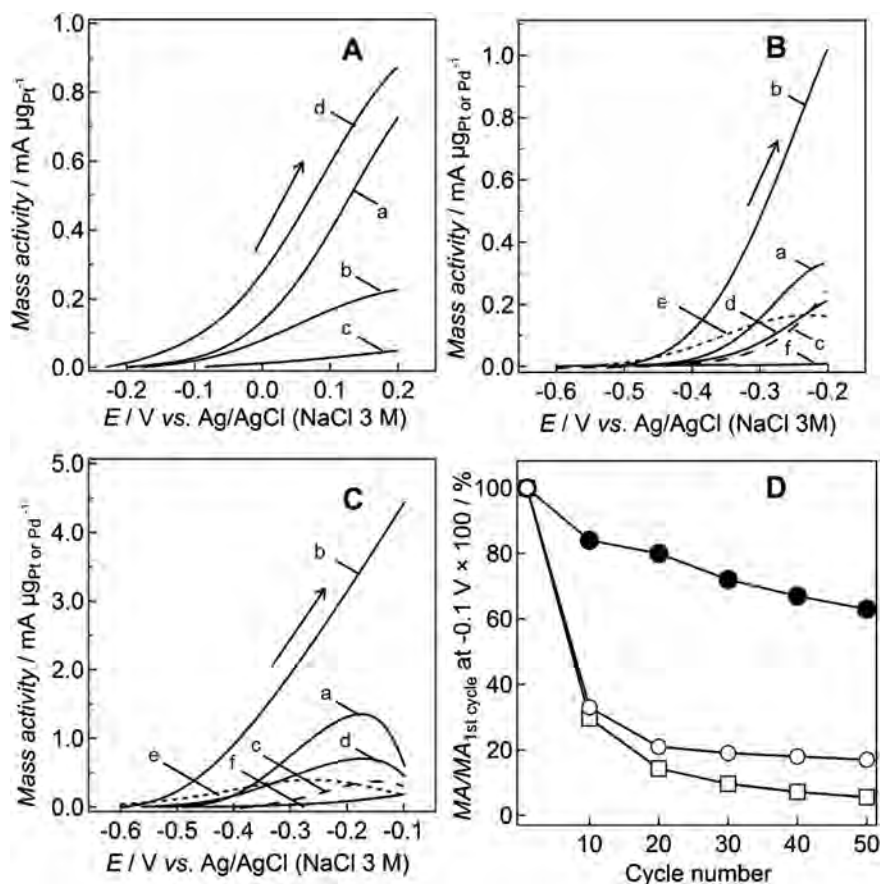 A
Mass activity / mA μg_Pt⁻¹
1.0
0.8
0.6
0.4
0.2
0.0
d
a
b
c
-0.2 -0.1 0.0 0.1 0.2
E / V vs. Ag/AgCl (NaCl 3 M)
B
Mass activity / mA μg_Pt or Pd⁻¹
1.0
0.8
0.6
0.4
0.2
0.0
b
a
e
d
c
f
-0.6 -0.5 -0.4 -0.3 -0.2
E / V vs. Ag/AgCl (NaCl 3M)
C
Mass activity / mA μg_Pt or Pd⁻¹
5.0
4.0
3.0
2.0
1.0
0.0
b
a
c
d
e
f
-0.6 -0.5 -0.4 -0.3 -0.2 -0.1
E / V vs. Ag/AgCl (NaCl 3 M)
D
MA/MA_1st cycle at -0.1 V × 100 / %
100
80
60
40
20
0
10 20 30 40 50
Cycle number